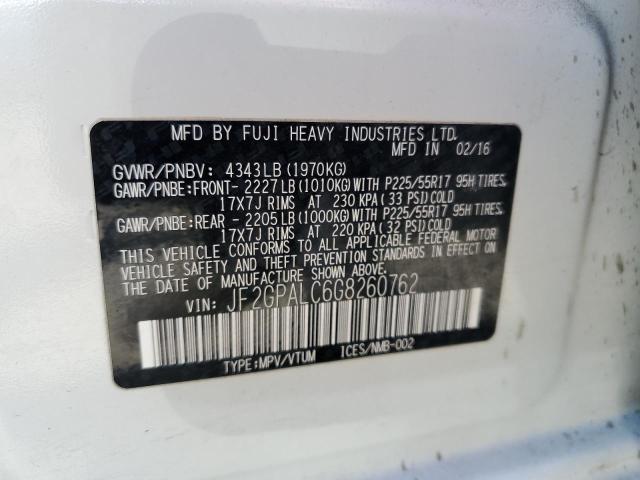 MFD BY FUJI HEAVY INDUSTRIES LTD.
MFD IN 02/16
GVWR/PNBV: 4343LB (1970KG)
GAWR/PNBE:FRONT- 2227LB (1010KG)WITH P225/55R17 95H TIRES,
17X7J RIMS AT 230 KPA ( 33 PSI)COLD
GAWR/PNBE:REAR - 2205LB (1000KG)WITH P225/55R17 95H TIRES,
17X7J RIMS AT 220 KPA ( 32 PSI)COLD
THIS VEHICLE CONFORMS TO ALL APPLICABLE FEDERAL MOTOR
VEHICLE SAFETY AND THEFT PREVENTION STANDARDS IN EFFECT ON
THE DATE OF MANUFACTURE SHOWN ABOVE.
VIN: JF2GPALC6G8260762
TYPE:MPV/VTUM ICES/NMB-002